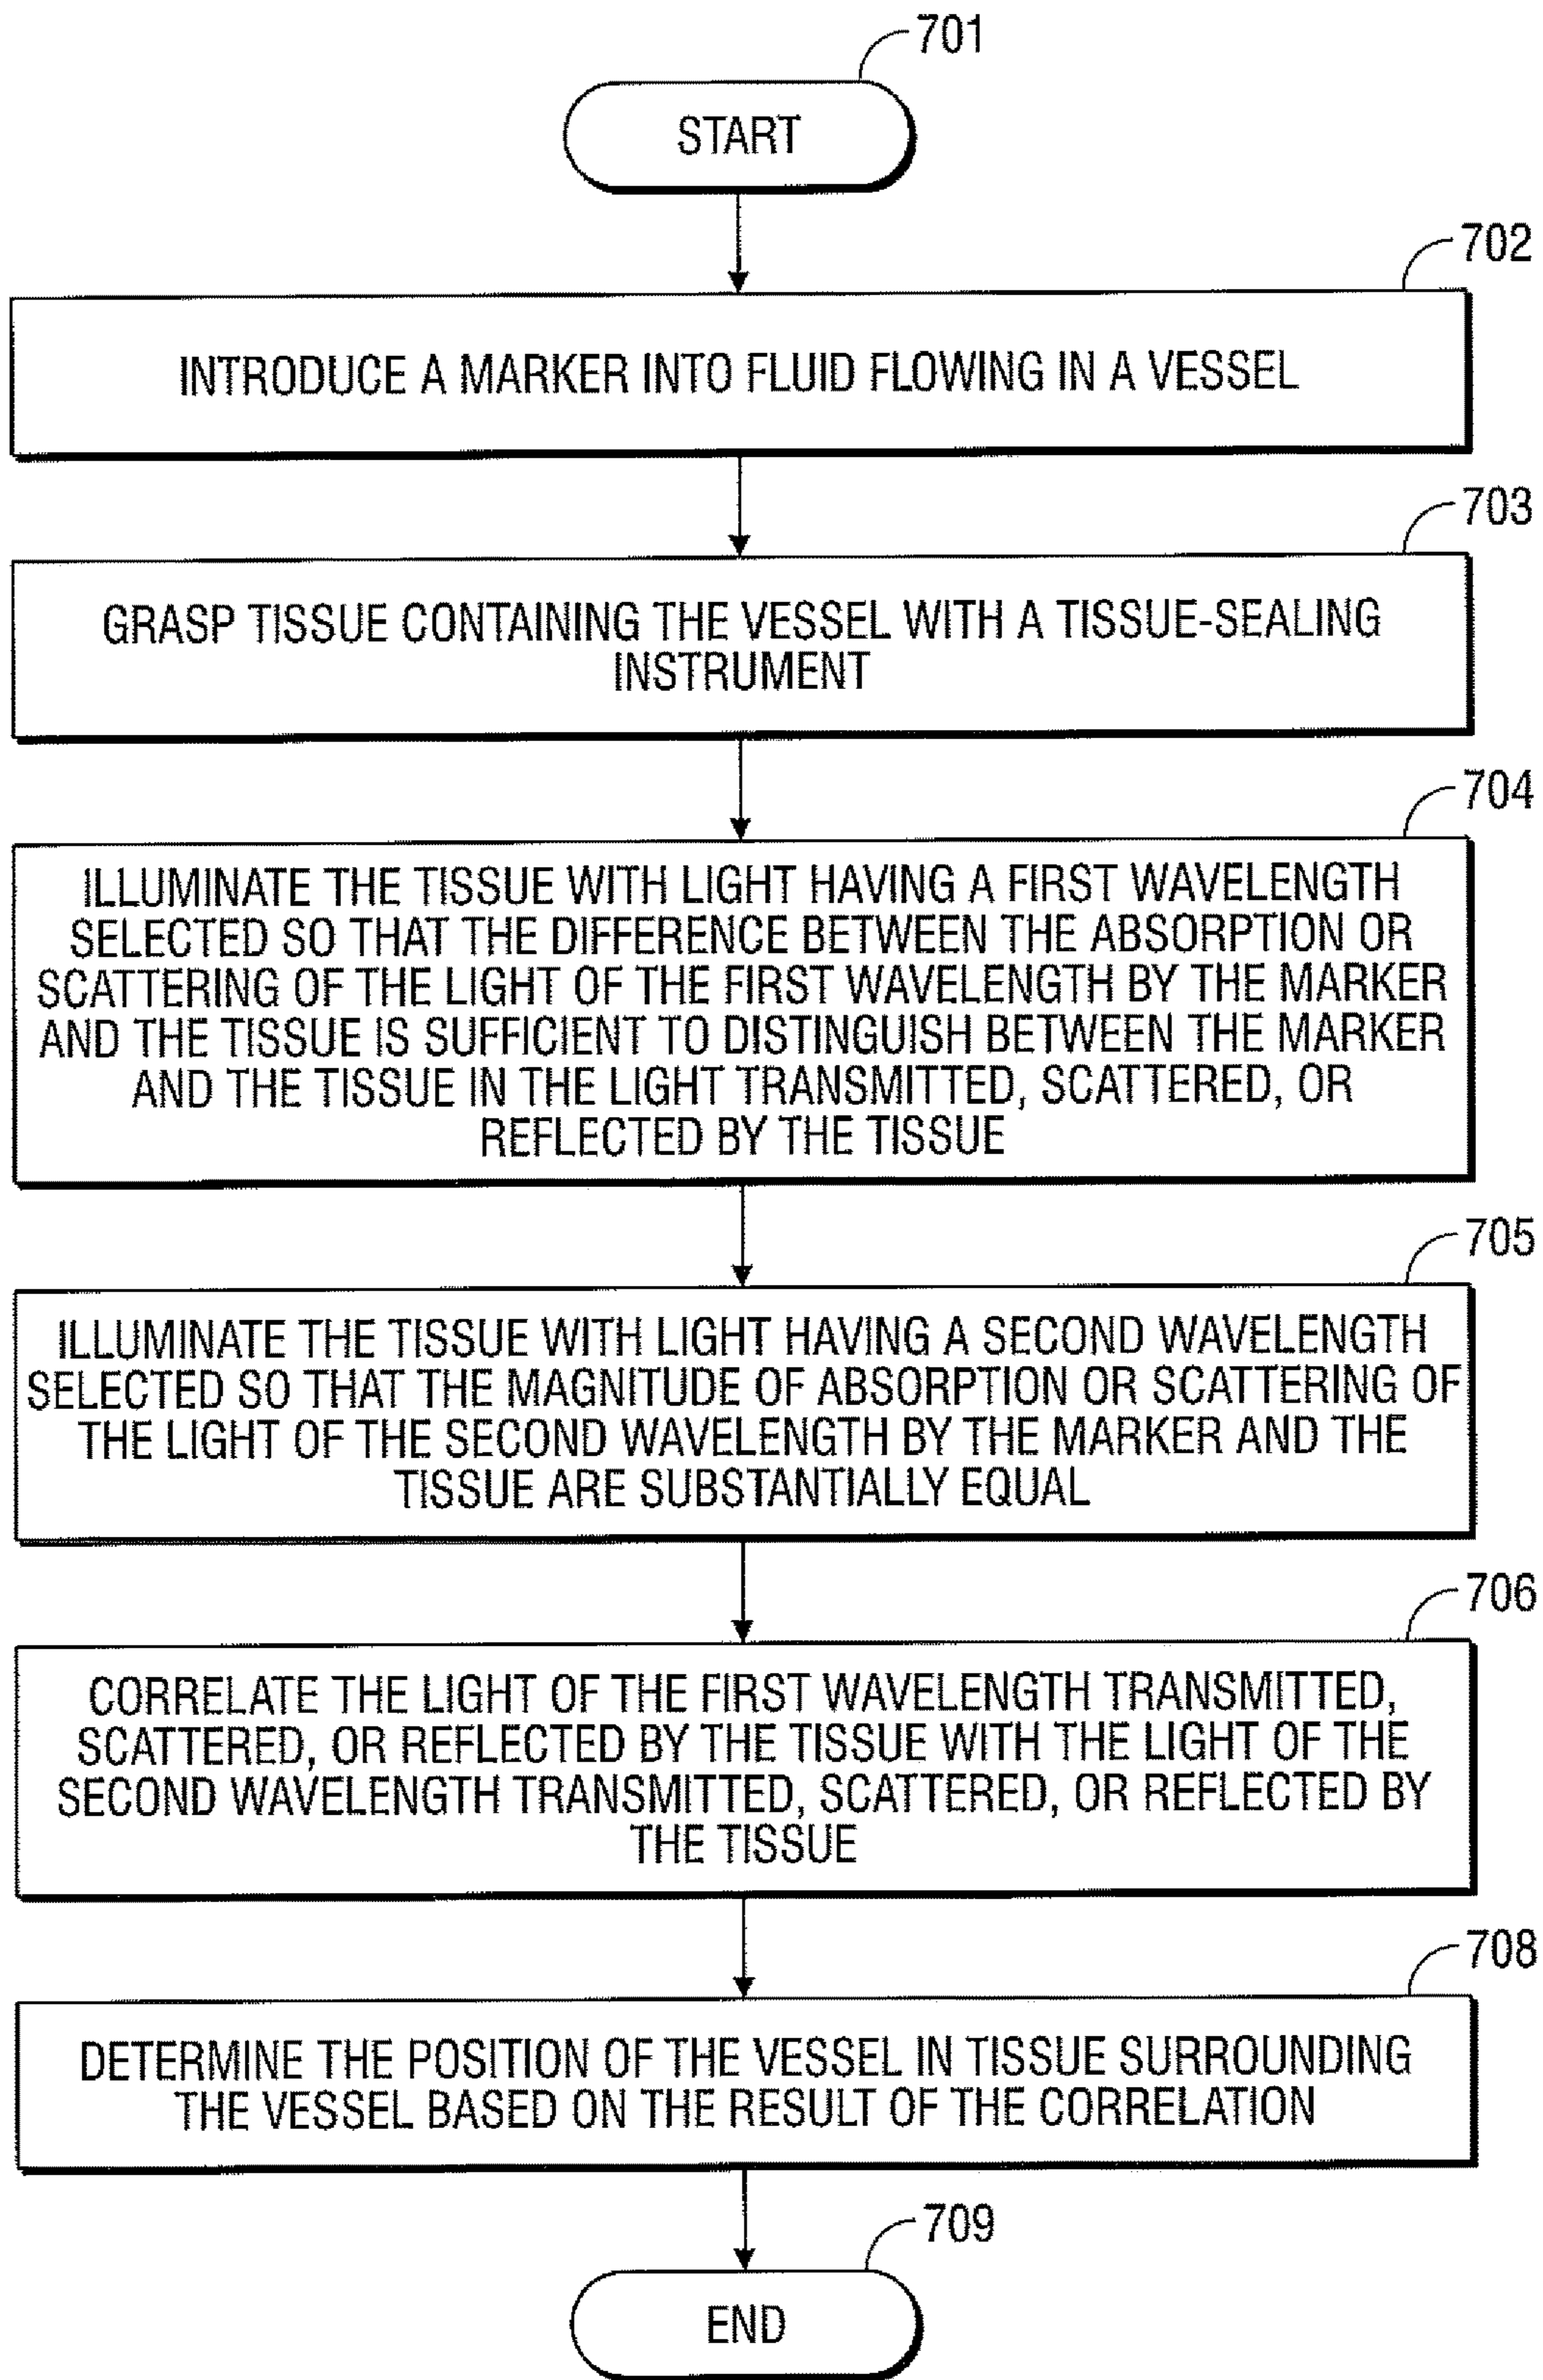 701
START
702
INTRODUCE A MARKER INTO FLUID FLOWING IN A VESSEL
703
GRASP TISSUE CONTAINING THE VESSEL WITH A TISSUE-SEALING
INSTRUMENT
704
ILLUMINATE THE TISSUE WITH LIGHT HAVING A FIRST WAVELENGTH
SELECTED SO THAT THE DIFFERENCE BETWEEN THE ABSORPTION OR
SCATTERING OF THE LIGHT OF THE FIRST WAVELENGTH BY THE MARKER
AND THE TISSUE IS SUFFICIENT TO DISTINGUISH BETWEEN THE MARKER
AND THE TISSUE IN THE LIGHT TRANSMITTED, SCATTERED, OR
REFLECTED BY THE TISSUE
705
ILLUMINATE THE TISSUE WITH LIGHT HAVING A SECOND WAVELENGTH
SELECTED SO THAT THE MAGNITUDE OF ABSORPTION OR SCATTERING OF
THE LIGHT OF THE SECOND WAVELENGTH BY THE MARKER AND THE
TISSUE ARE SUBSTANTIALLY EQUAL
706
CORRELATE THE LIGHT OF THE FIRST WAVELENGTH TRANSMITTED,
SCATTERED, OR REFLECTED BY THE TISSUE WITH THE LIGHT OF THE
SECOND WAVELENGTH TRANSMITTED, SCATTERED, OR REFLECTED BY
THE TISSUE
708
DETERMINE THE POSITION OF THE VESSEL IN TISSUE SURROUNDING
THE VESSEL BASED ON THE RESULT OF THE CORRELATION
709
END